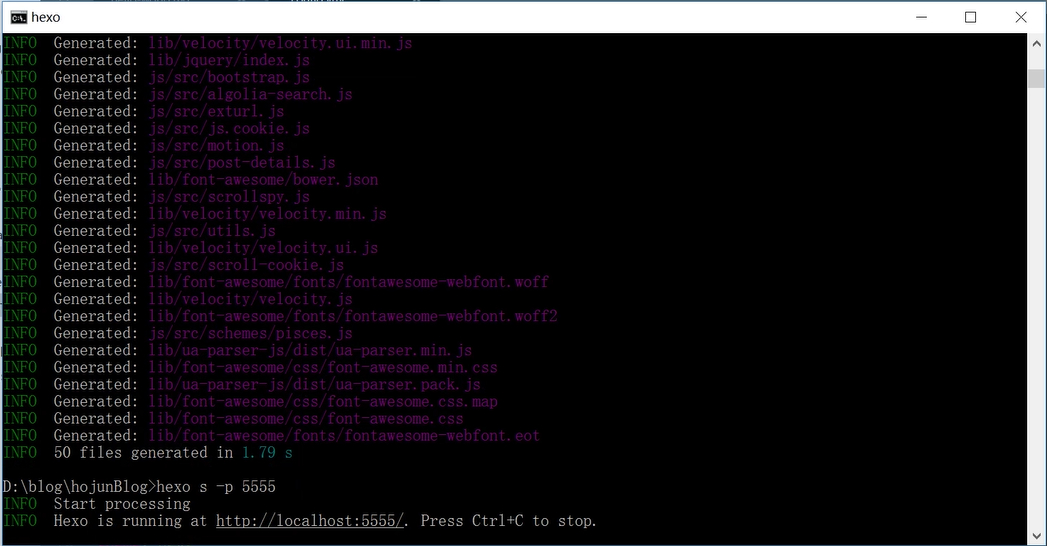 hexo
INFO Generated: lib/velocity/velocity.ui.min.js
INFO Generated: lib/jquery/index.js
INFO Generated: js/src/bootstrap.js
INFO Generated: js/src/algolia-search.js
INFO Generated: js/src/exturl.js
INFO Generated: js/src/js.cookie.js
INFO Generated: js/src/motion.js
INFO Generated: js/src/post-details.js
INFO Generated: lib/font-awesome/bower.json
INFO Generated: js/src/scrollspy.js
INFO Generated: lib/velocity/velocity.min.js
INFO Generated: js/src/utils.js
INFO Generated: lib/velocity/velocity.ui.js
INFO Generated: js/src/scroll-cookie.js
INFO Generated: lib/font-awesome/fonts/fontawesome-webfont.woff
INFO Generated: lib/velocity/velocity.js
INFO Generated: lib/font-awesome/fonts/fontawesome-webfont.woff2
INFO Generated: js/src/schemes/pisces.js
INFO Generated: lib/ua-parser-js/dist/ua-parser.min.js
INFO Generated: lib/font-awesome/css/font-awesome.min.css
INFO Generated: lib/ua-parser-js/dist/ua-parser.pack.js
INFO Generated: lib/font-awesome/css/font-awesome.css.map
INFO Generated: lib/font-awesome/css/font-awesome.css
INFO Generated: lib/font-awesome/fonts/fontawesome-webfont.eot
INFO 50 files generated in 1.79 s
D:\blog\hojunBlog>hexo s -p 5555
INFO Start processing
INFO Hexo is running at http://localhost:5555/. Press Ctrl+C to stop.